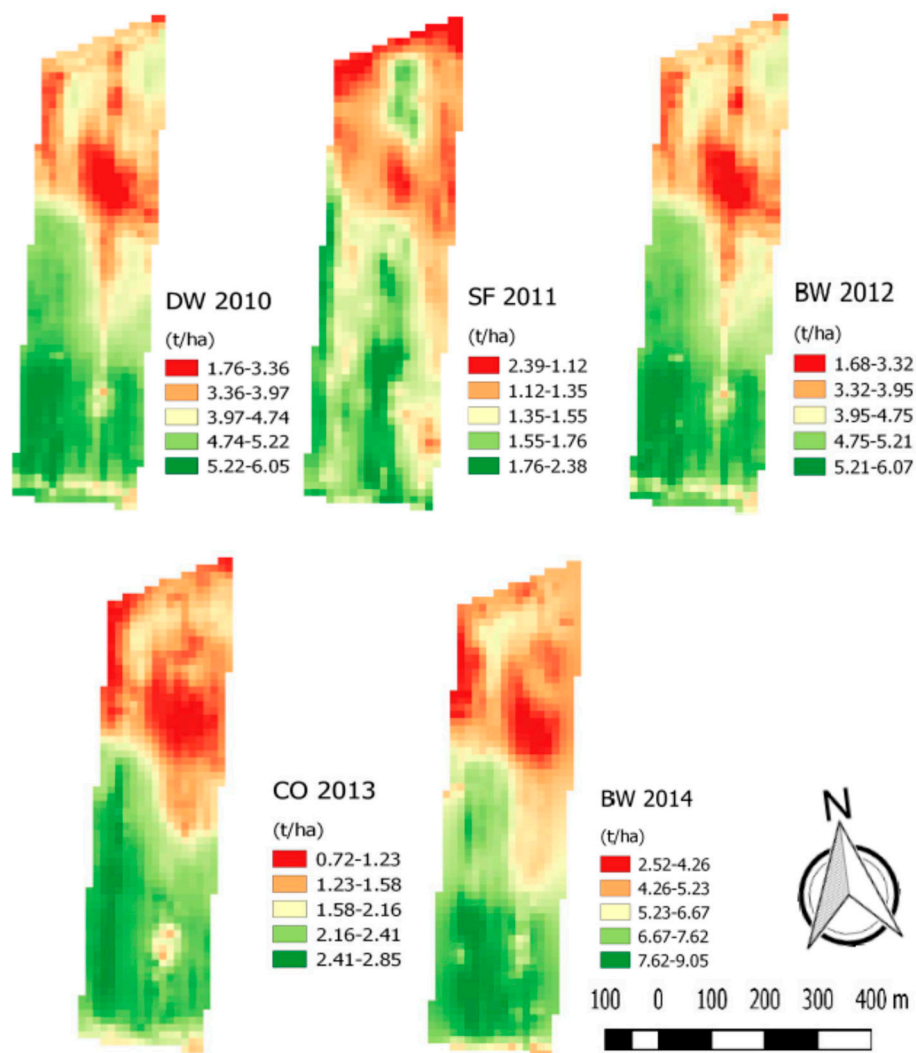 DW 2010
(t/ha)
1.76-3.36
3.36-3.97
3.97-4.74
4.74-5.22
5.22-6.05
SF 2011
(t/ha)
2.39-1.12
1.12-1.35
1.35-1.55
1.55-1.76
1.76-2.38
BW 2012
(t/ha)
1.68-3.32
3.32-3.95
3.95-4.75
4.75-5.21
5.21-6.07
CO 2013
(t/ha)
0.72-1.23
1.23-1.58
1.58-2.16
2.16-2.41
2.41-2.85
BW 2014
(t/ha)
2.52-4.26
4.26-5.23
5.23-6.67
6.67-7.62
7.62-9.05
N
100 0 100 200 300 400 m